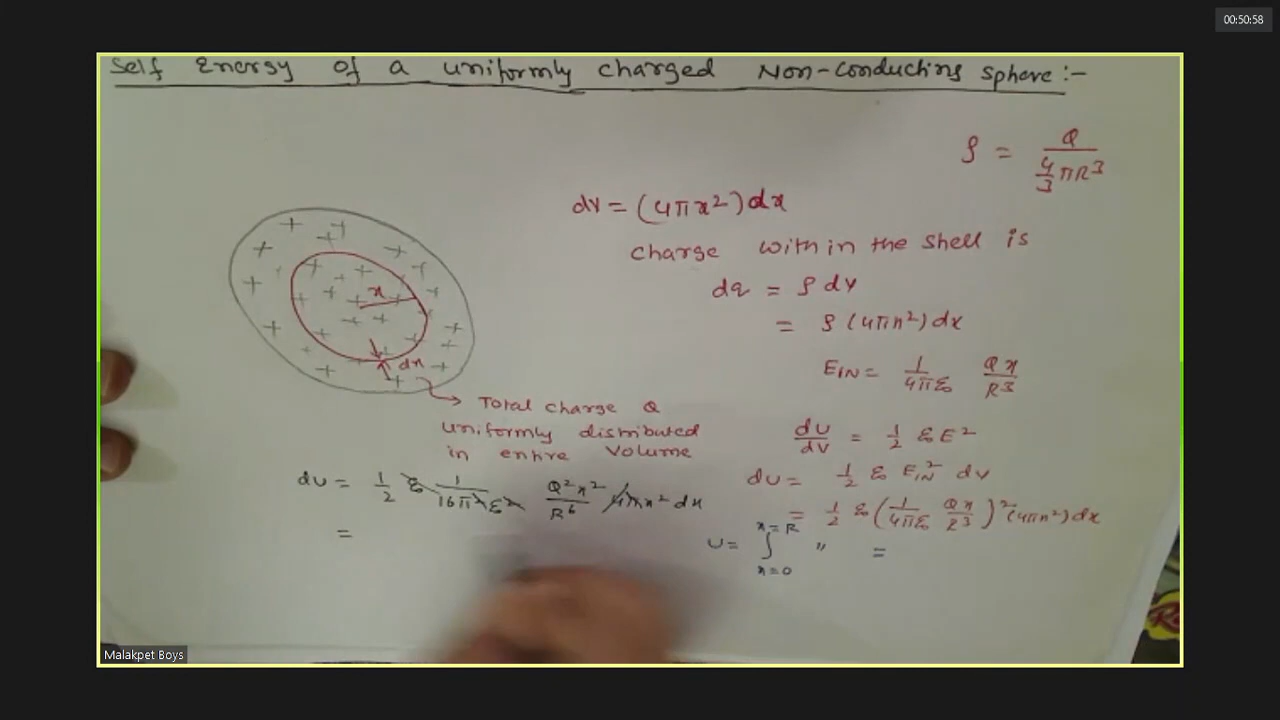 00:50:58
Self Energy of a uniformly charged Non-conducting sphere :-
ρ = Q / (4/3 πR³)
dV = (4πx²)dx
charge with in the shell is
dq = ρ dV
= ρ (4πx²) dx
E_IN = 1/(4πε₀) Qx/R³
x
dx
Total charge Q
uniformly distributed
in entire volume
dU/dV = 1/2 ε₀ E²
dU = 1/2 ε₀ E_IN² dV
= 1/2 ε₀ (1/(4πε₀) Qx/R³)² (4πx²) dx
U = ∫_{x=0}^{x=R} " =
dU = 1/2 ε₀ 1/(16π²ε₀²) Q²x²/R⁶ 4πx² dx
=
Malakpet Boys